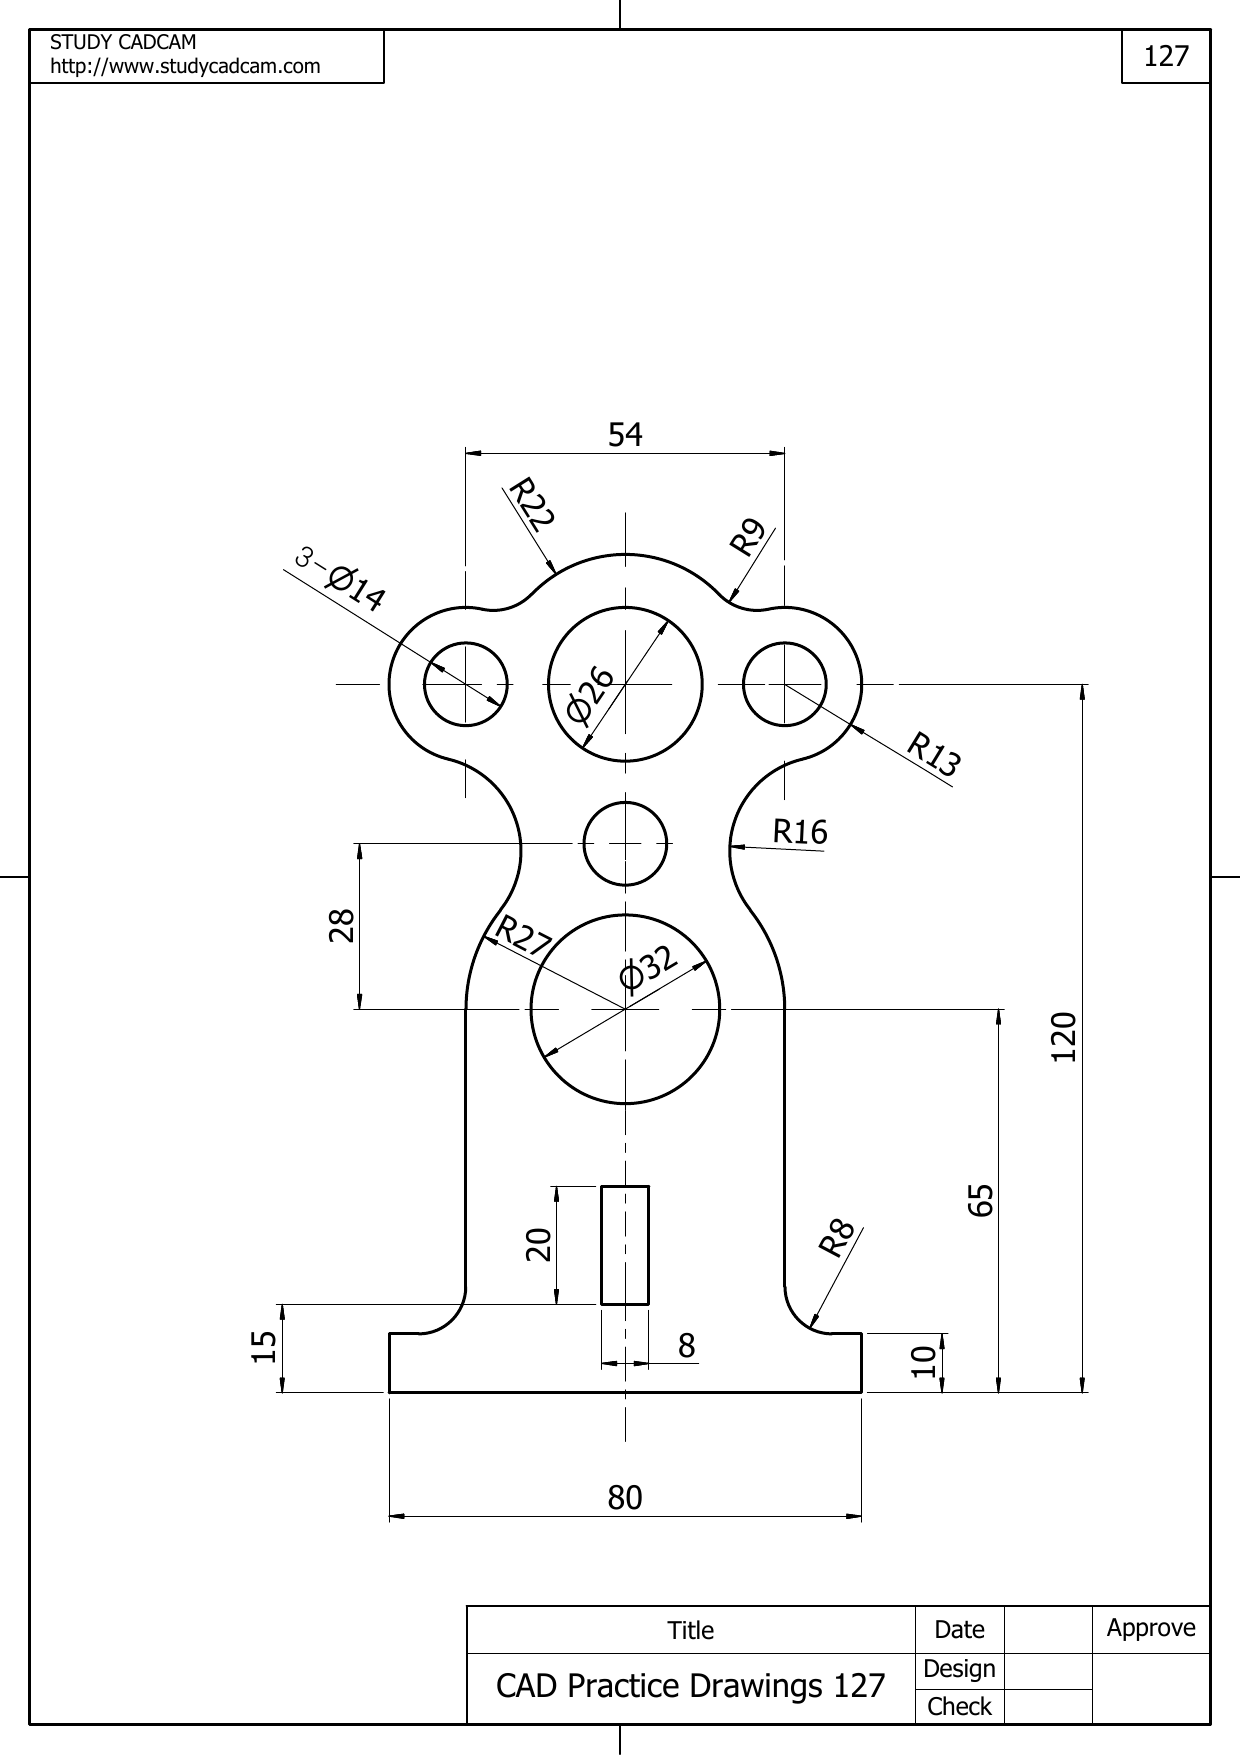 STUDY CADCAM
http://www.studycadcam.com
127
54
R22
R9
3-Ø14
Ø26
R13
R16
28
R27
Ø32
120
65
20
R8
15
8
10
80
Title
Date
Approve
CAD Practice Drawings 127
Design
Check